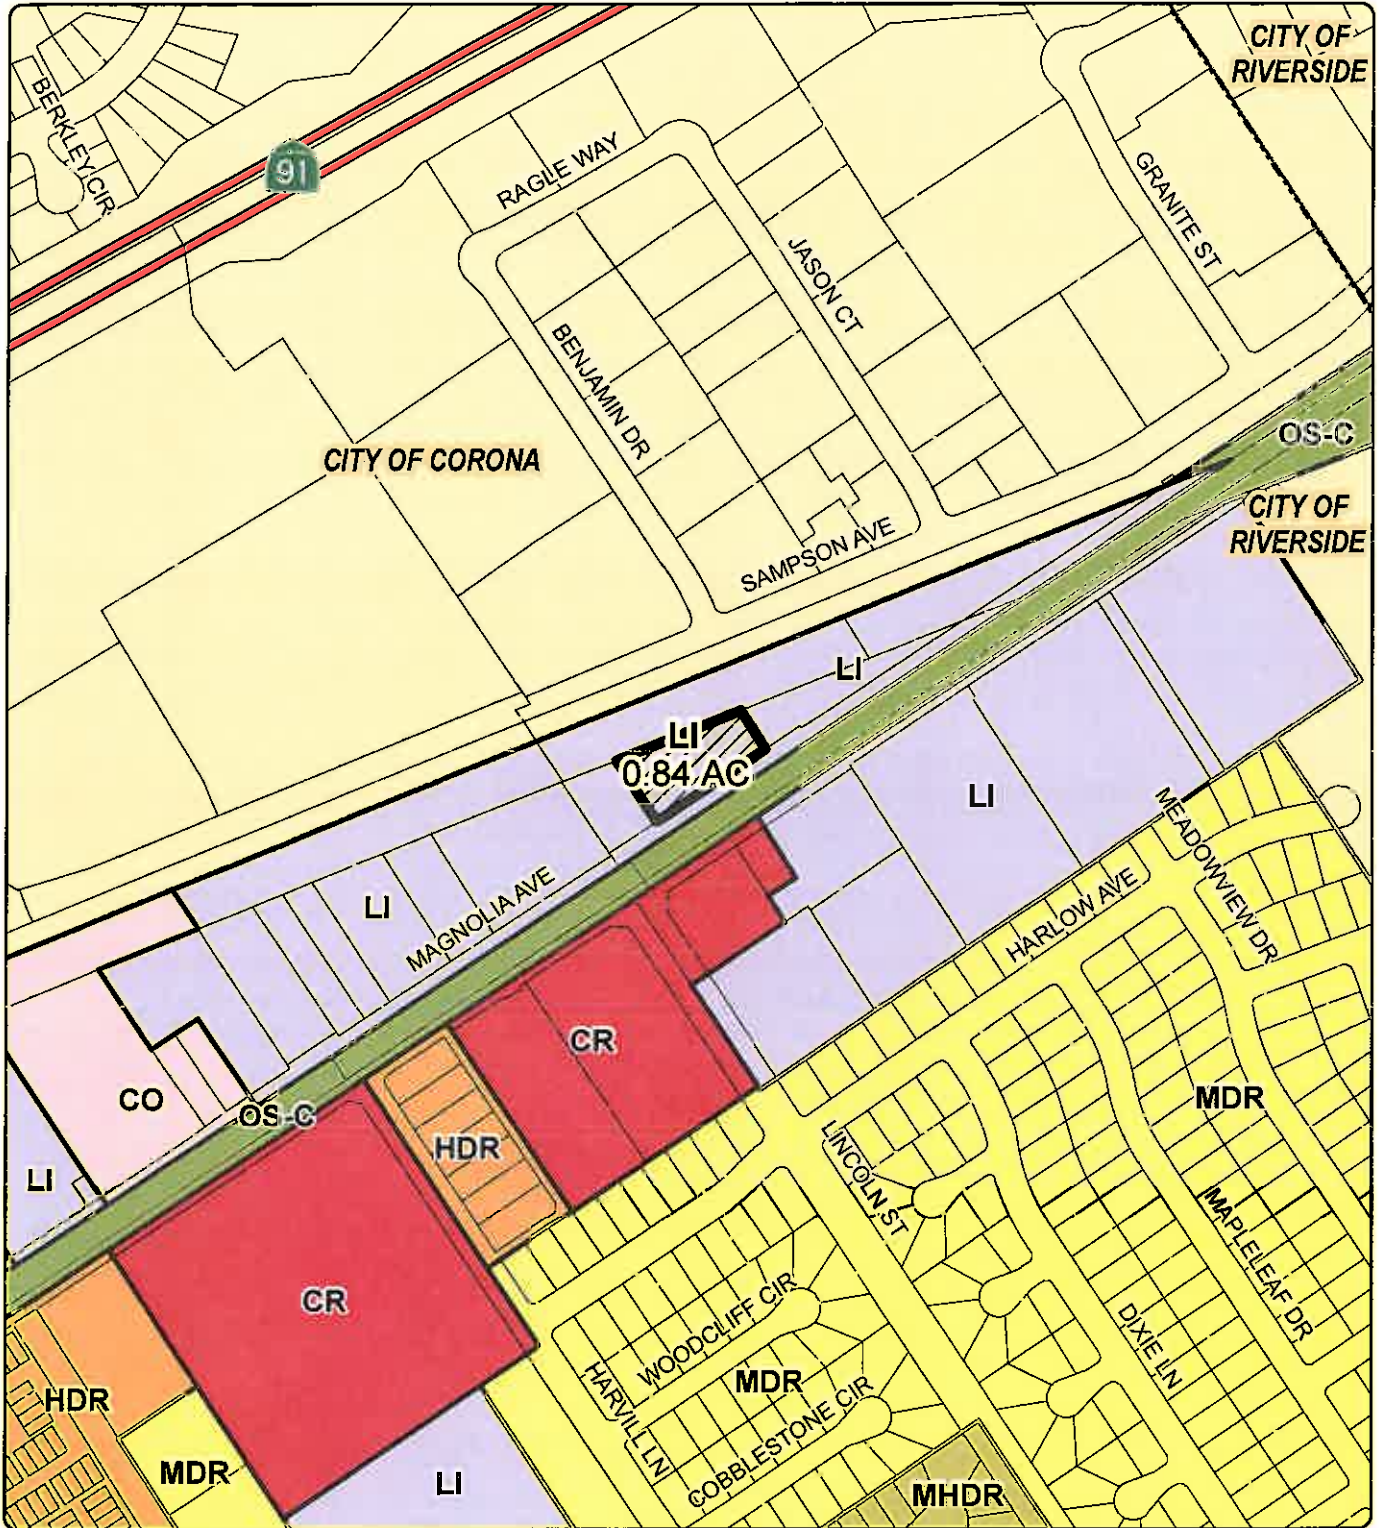 CITY OF
RIVERSIDE
BERKLEY CIR
91
RAGLE WAY
GRANITE ST
JASON CT
BENJAMIN DR
CITY OF CORONA
OS-C
CITY OF
RIVERSIDE
SAMPSON AVE
LI
LI
0.84 AC
LI
MEADOWVIEW DR
LI
MAGNOLIA AVE
HARLOW AVE
CR
CO
OS-C
MDR
HDR
LINCOLN ST
LI
MAPLELEAF DR
CR
WOODCLIFF CIR
DIXIE LN
HARVILL LN
MDR
HDR
COBBLESTONE CIR
MDR
LI
MHDR